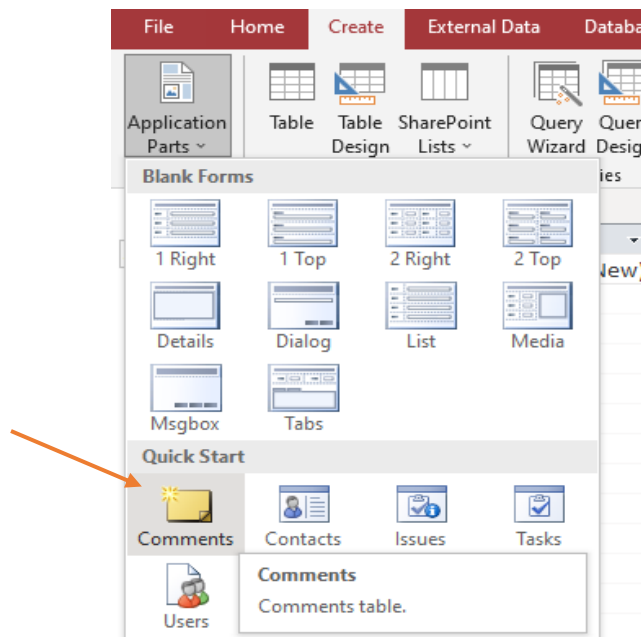 File Home Create External Data Databa
Application Parts
Table
Table Design
SharePoint Lists
Query Wizard
Quer Desig
ies
Blank Forms
1 Right 1 Top 2 Right 2 Top
New)
Details Dialog List Media
Msgbox Tabs
Quick Start
Comments Contacts Issues Tasks
Users
Comments
Comments table.